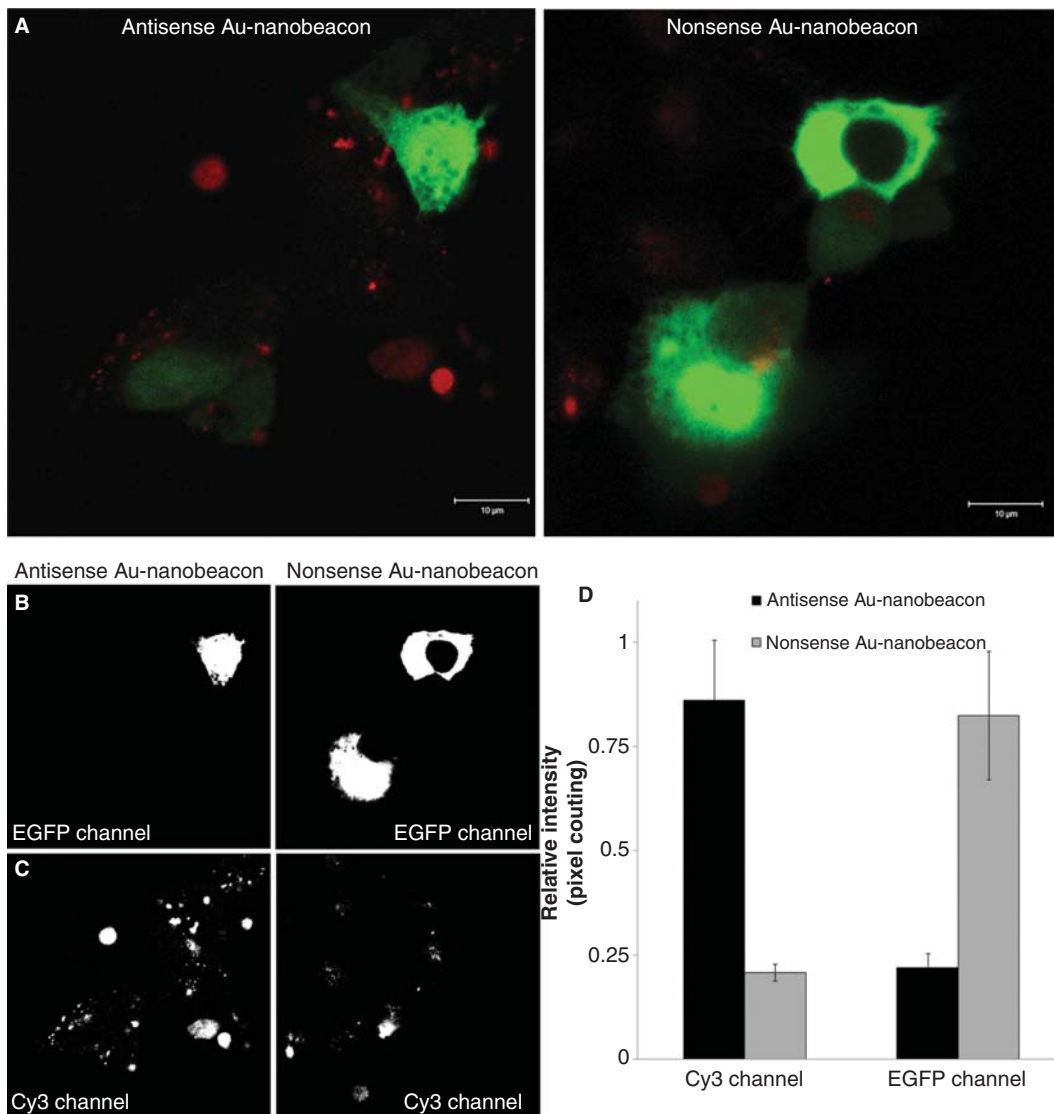 A
Antisense Au-nanobeacon
Nonsense Au-nanobeacon
10 µm
10 µm
Antisense Au-nanobeacon
Nonsense Au-nanobeacon
B
EGFP channel
EGFP channel
C
Cy3 channel
Cy3 channel
D
Antisense Au-nanobeacon
Nonsense Au-nanobeacon
Relative intensity
(pixel couting)
1
0.75
0.5
0.25
0
Cy3 channel
EGFP channel